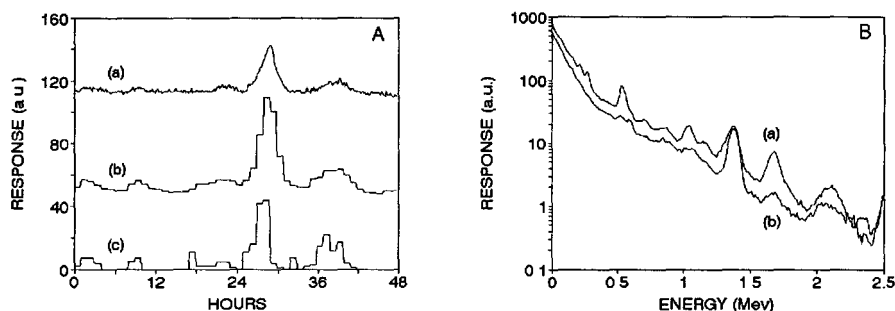 160
120
80
40
0
RESPONSE (a u)
A
(a)
(b)
(c)
0 12 24 36 48
HOURS
1000
100
10
1
0 1
RESPONSE (a.u.)
B
(a)
(b)
0 0 5 1 1.5 2 2.5
ENERGY (Mev)